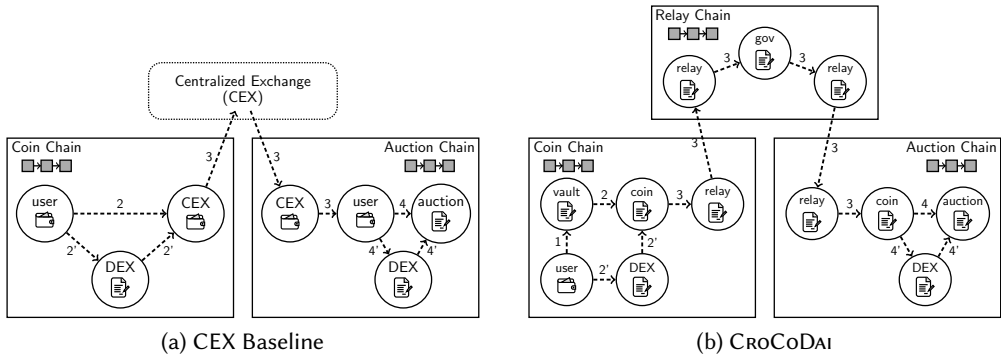 Centralized Exchange
(CEX)
3
3
Coin Chain
user
2
CEX
2'
2'
DEX
Auction Chain
CEX
3
user
4
auction
4'
4'
DEX
(a) CEX Baseline
Relay Chain
gov
relay
3
3
relay
3
3
Coin Chain
vault
2
coin
3
relay
1
2'
user
2'
DEX
Auction Chain
relay
3
coin
4
auction
4'
4'
DEX
(b) CroCoDai